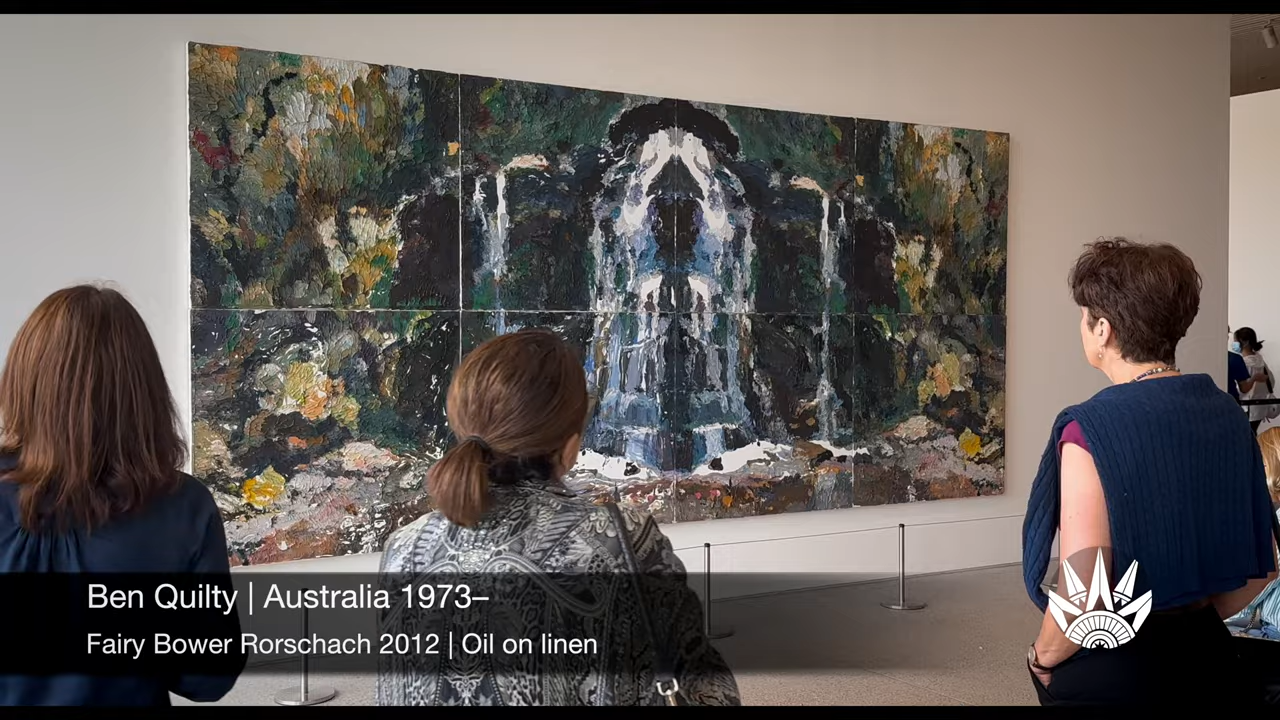 Ben Quilty | Australia 1973–
Fairy Bower Rorschach 2012 | Oil on linen